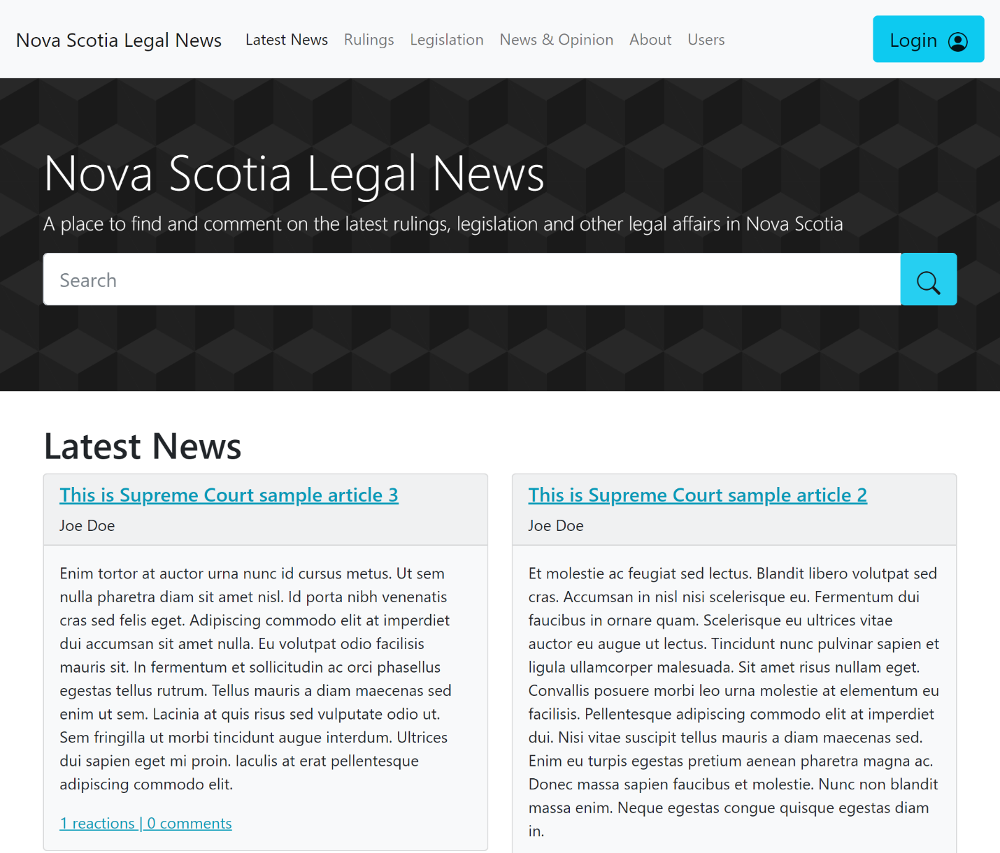 Nova Scotia Legal News Latest News Rulings Legislation News & Opinion About Users Login
Nova Scotia Legal News
A place to find and comment on the latest rulings, legislation and other legal affairs in Nova Scotia
Search
Latest News
This is Supreme Court sample article 3
Joe Doe
Enim tortor at auctor urna nunc id cursus metus. Ut sem
nulla pharetra diam sit amet nisl. Id porta nibh venenatis
cras sed felis eget. Adipiscing commodo elit at imperdiet
dui accumsan sit amet nulla. Eu volutpat odio facilisis
mauris sit. In fermentum et sollicitudin ac orci phasellus
egestas tellus rutrum. Tellus mauris a diam maecenas sed
enim ut sem. Lacinia at quis risus sed vulputate odio ut.
Sem fringilla ut morbi tincidunt augue interdum. Ultrices
dui sapien eget mi proin. Iaculis at erat pellentesque
adipiscing commodo elit.
1 reactions | 0 comments
This is Supreme Court sample article 2
Joe Doe
Et molestie ac feugiat sed lectus. Blandit libero volutpat sed
cras. Accumsan in nisl nisi scelerisque eu. Fermentum dui
faucibus in ornare quam. Scelerisque eu ultrices vitae
auctor eu augue ut lectus. Tincidunt nunc pulvinar sapien et
ligula ullamcorper malesuada. Sit amet risus nullam eget.
Convallis posuere morbi leo urna molestie at elementum eu
facilisis. Pellentesque adipiscing commodo elit at imperdiet
dui. Nisi vitae suscipit tellus mauris a diam maecenas sed.
Enim eu turpis egestas pretium aenean pharetra magna ac.
Donec massa sapien faucibus et molestie. Nunc non blandit
massa enim. Neque egestas congue quisque egestas diam
in.